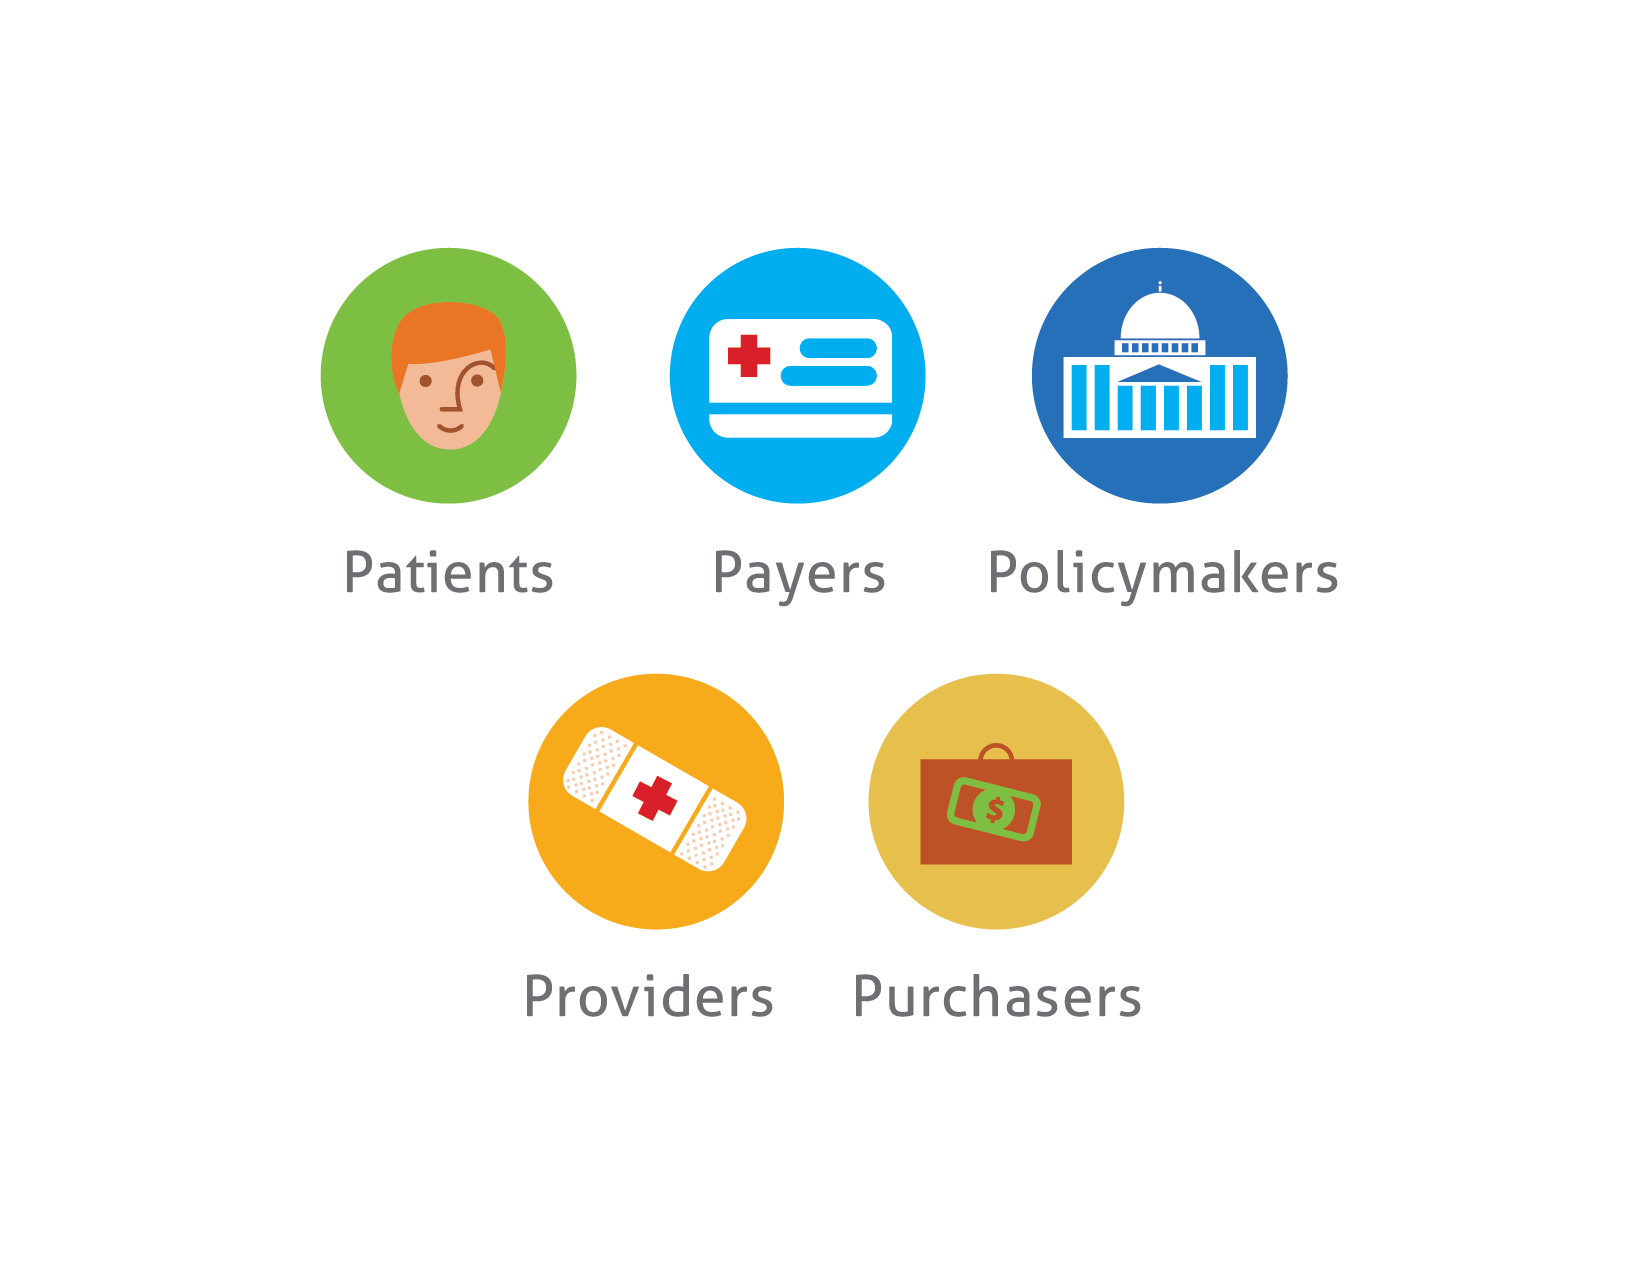 Patients Payers Policymakers
$
Providers Purchasers